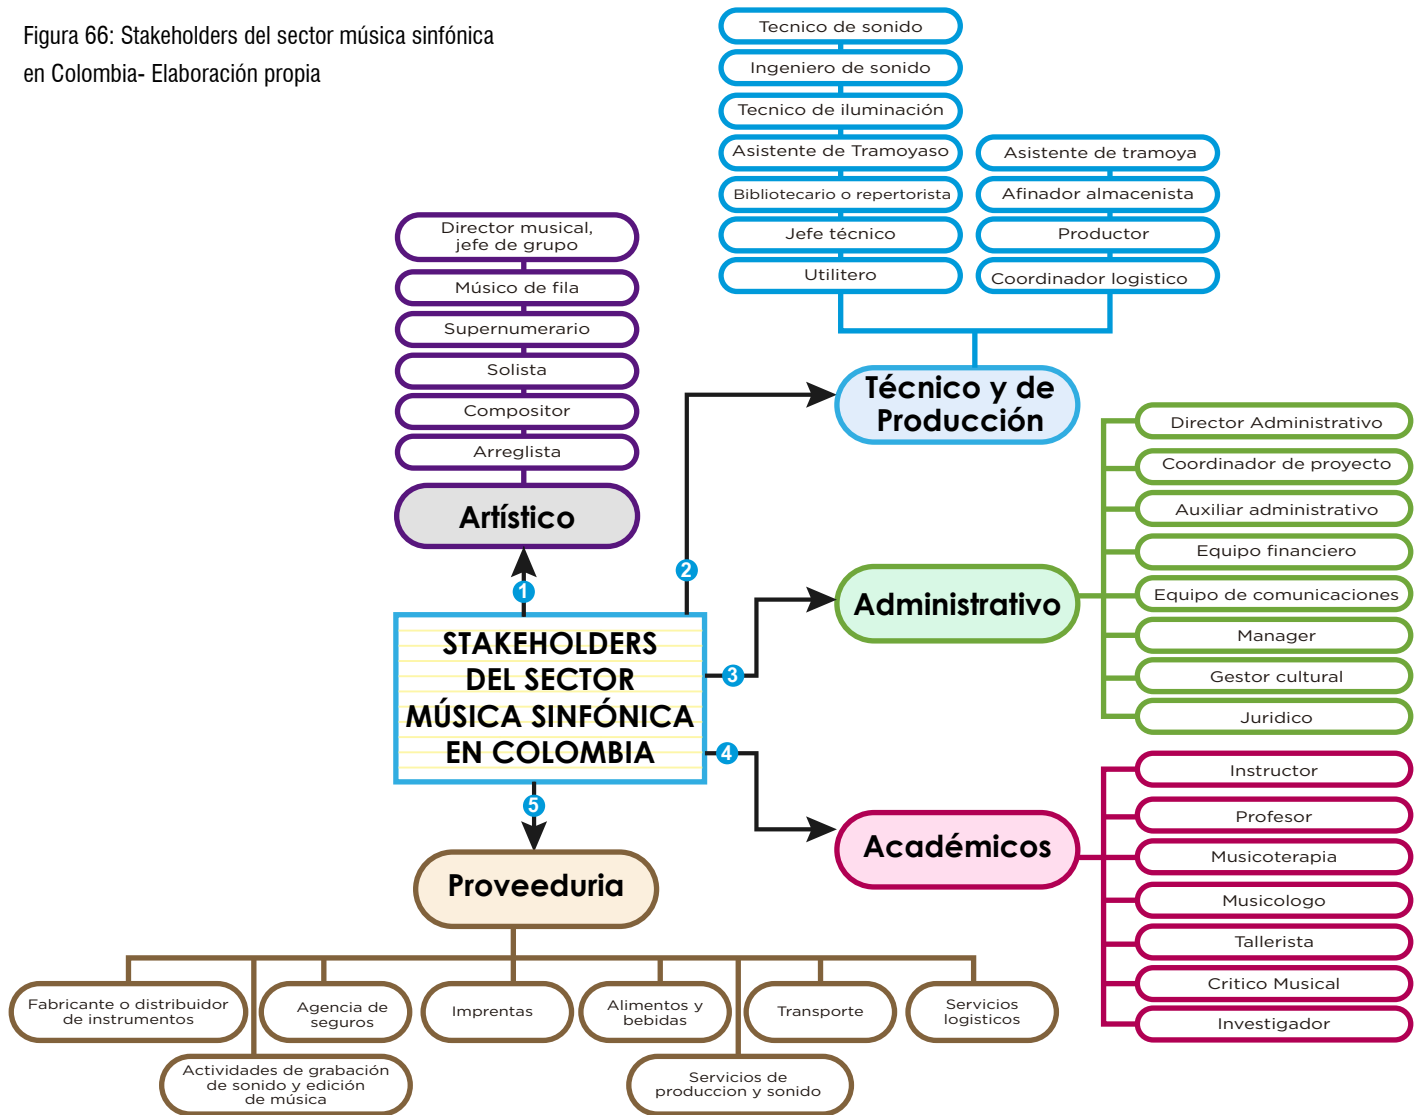 Figura 66: Stakeholders del sector música sinfónica
en Colombia- Elaboración propia
Tecnico de sonido
Ingeniero de sonido
Tecnico de iluminación
Asistente de Tramoyaso
Bibliotecario o repertorista
Jefe técnico
Utilitero
Asistente de tramoya
Afinador almacenista
Productor
Coordinador logistico
Técnico y de
Producción
Director musical,
jefe de grupo
Músico de fila
Supernumerario
Solista
Compositor
Arreglista
Artístico
1
2
3
4
5
STAKEHOLDERS
DEL SECTOR
MÚSICA SINFÓNICA
EN COLOMBIA
Administrativo
Director Administrativo
Coordinador de proyecto
Auxiliar administrativo
Equipo financiero
Equipo de comunicaciones
Manager
Gestor cultural
Juridico
Académicos
Instructor
Profesor
Musicoterapia
Musicologo
Tallerista
Critico Musical
Investigador
Proveeduria
Fabricante o distribuidor
de instrumentos
Actividades de grabación
de sonido y edición
de música
Agencia de
seguros
Imprentas
Alimentos y
bebidas
Servicios de
produccion y sonido
Transporte
Servicios
logisticos